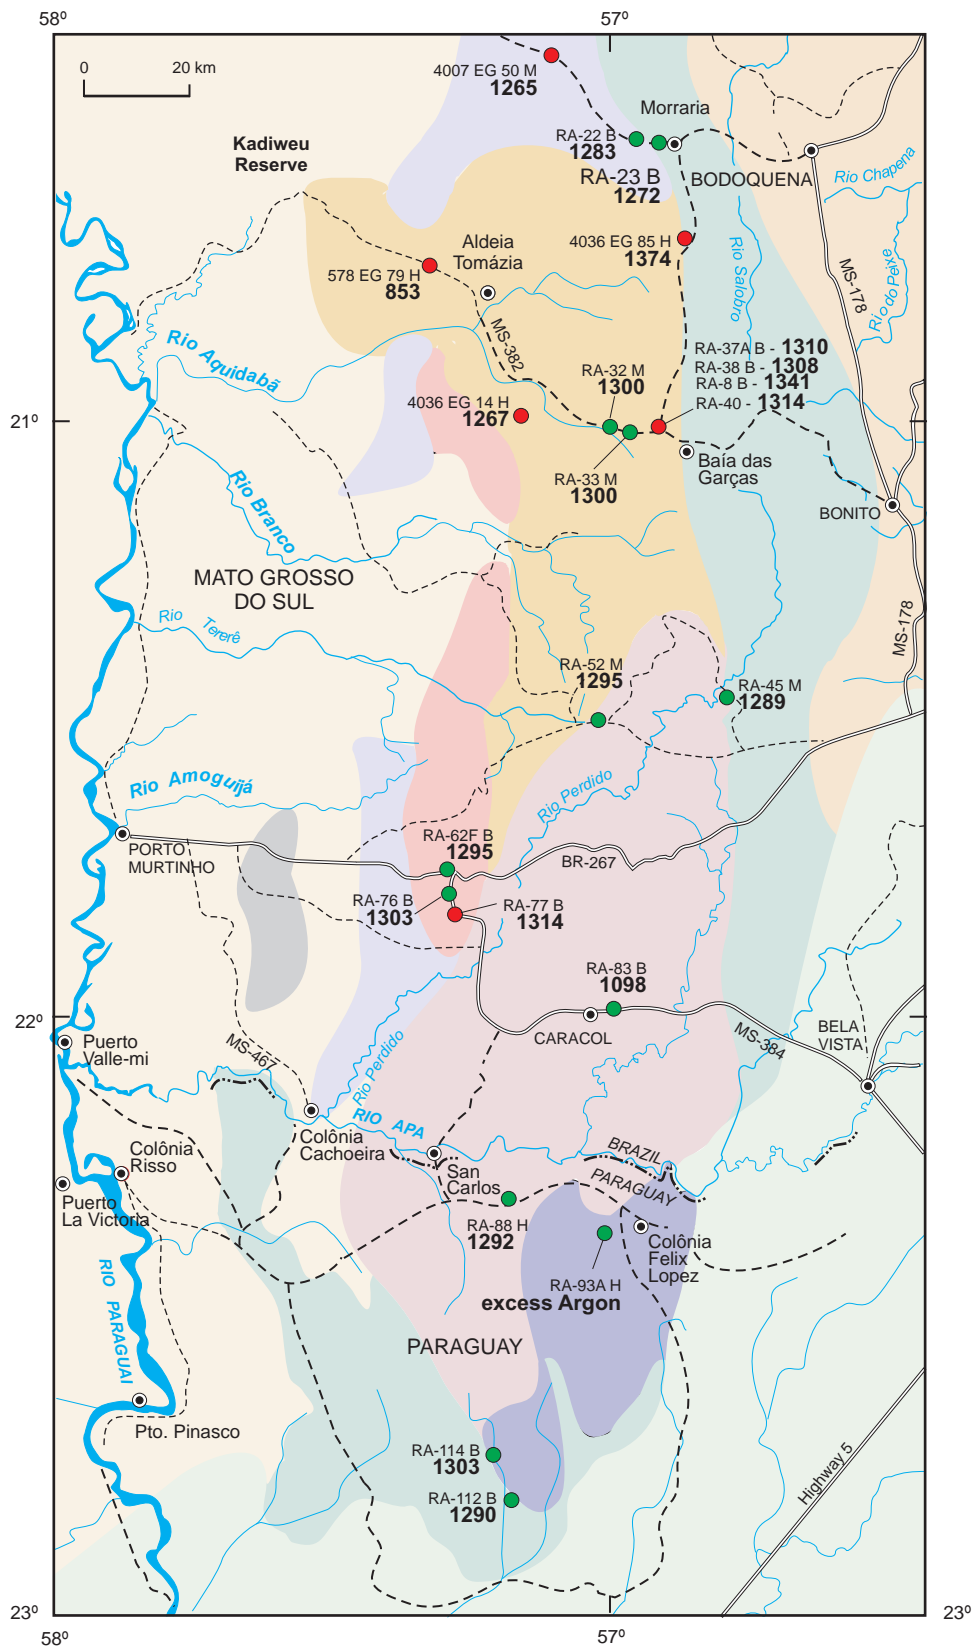 58º
57º
0
20 km
4007 EG 50 M
1265
Morraria
Kadiweu
Reserve
RA-22 B
1283
RA-23 B
1272
BODOQUENA
Rio Chapena
Aldeia
Tomázia
4036 EG 85 H
1374
Rio Salobro
MS-178
Rio do Peixe
578 EG 79 H
853
MS-382
Rio Aquidabã
RA-37A B - 1310
RA-38 B - 1308
RA-8 B - 1341
RA-40 - 1314
RA-32 M
1300
4036 EG 14 H
1267
21º
Baía das
Garças
RA-33 M
1300
Rio Branco
BONITO
MATO GROSSO
DO SUL
Rio Tererê
MS-178
RA-52 M
1295
RA-45 M
1289
Rio Amoguijá
Rio Perdido
PORTO
MURTINHO
RA-62F B
1295
BR-267
RA-76 B
1303
RA-77 B
1314
RA-83 B
1098
22º
CARACOL
MS-384
BELA
VISTA
Puerto
Valle-mi
MS-467
Rio Perdido
RIO APA
Colônia
Cachoeira
Colônia
Risso
BRAZIL
PARAGUAY
San
Carlos
Puerto
La Victoria
RA-88 H
1292
Colônia
Felix
Lopez
RIO PARAGUAI
RA-93A H
excess Argon
PARAGUAY
Pto. Pinasco
RA-114 B
1303
Highway 5
RA-112 B
1290
23º
23º
58º
57º